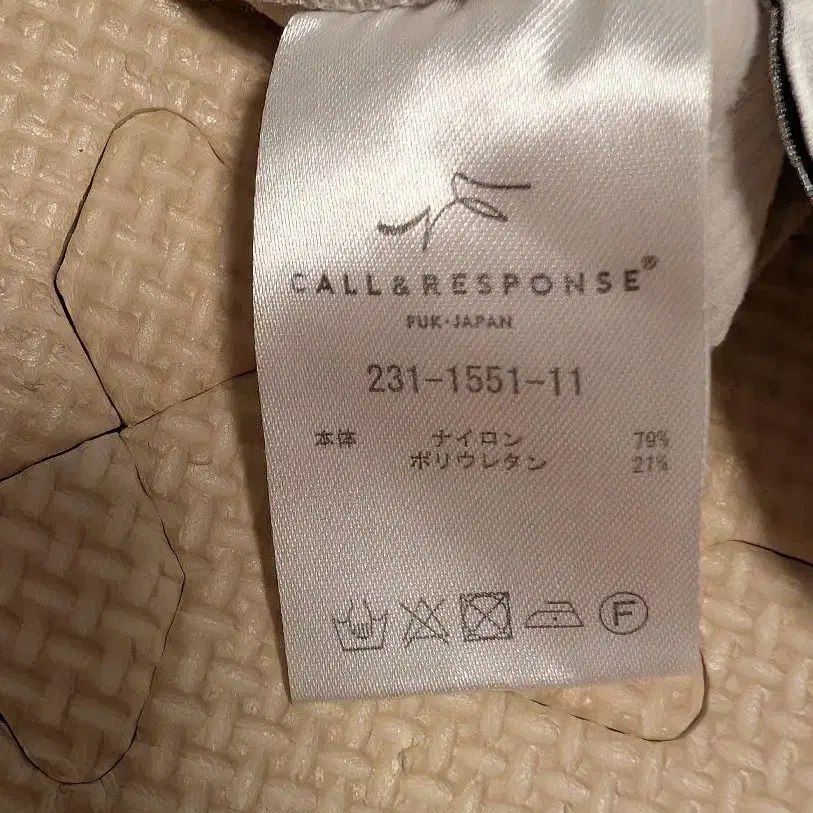 CALL&RESPONSE®
FUK・JAPAN
231-1551-11
本体 ナイロン 79%
ポリウレタン 21%
F